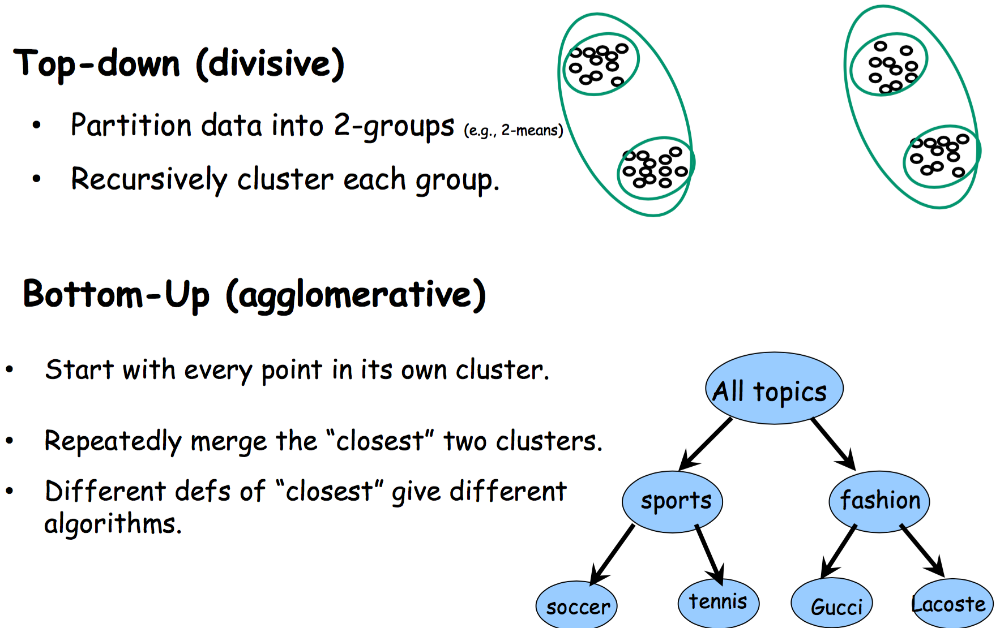 Top-down (divisive)
• Partition data into 2-groups (e.g., 2-means)
• Recursively cluster each group.
Bottom-Up (agglomerative)
• Start with every point in its own cluster.
• Repeatedly merge the “closest” two clusters.
• Different defs of “closest” give different
algorithms.
All topics
sports
fashion
soccer
tennis
Gucci
Lacoste